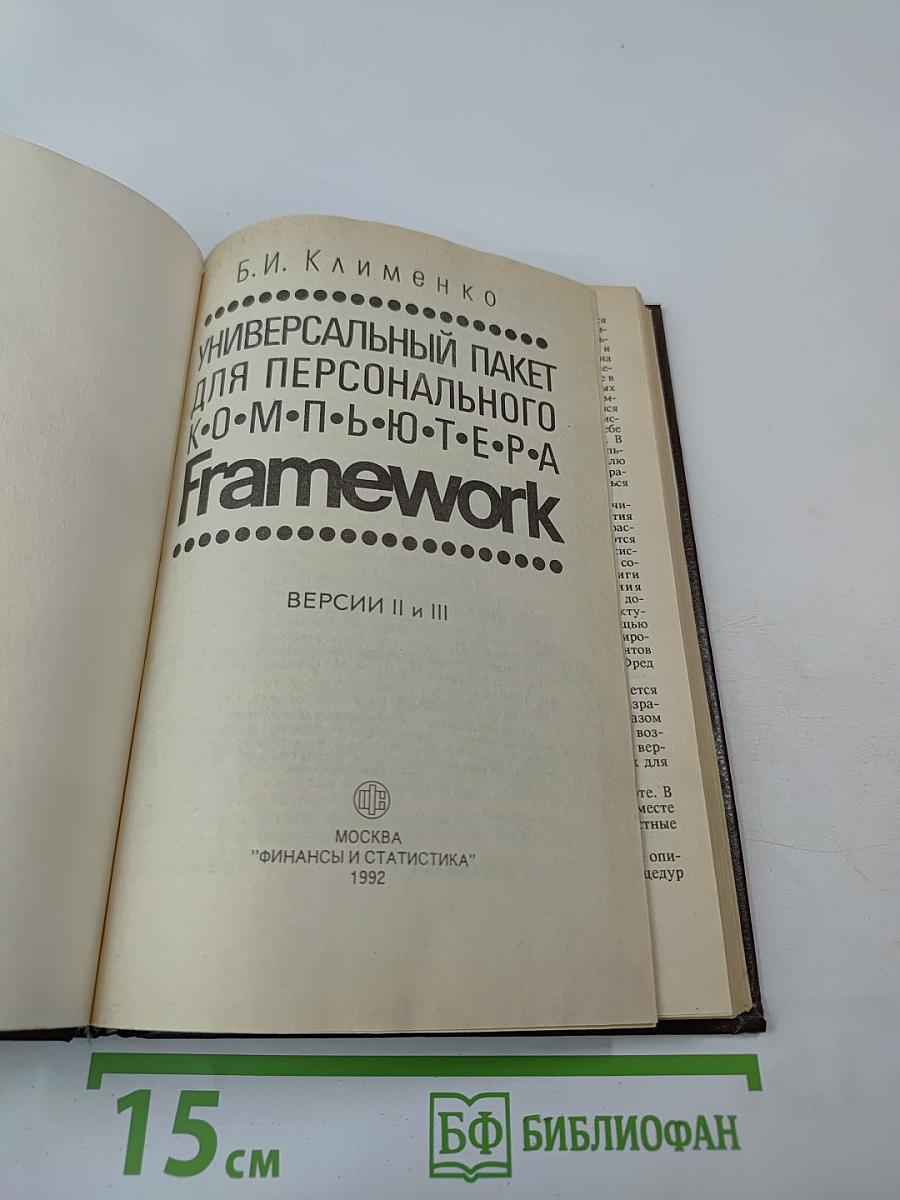 Б.И. Клименко
УНИВЕРСАЛЬНЫЙ ПАКЕТ
ДЛЯ ПЕРСОНАЛЬНОГО
К•О•М•П•Ь•Ю•Т•Е•Р•А
Framework
ВЕРСИИ II и III
МОСКВА
"ФИНАНСЫ И СТАТИСТИКА"
1992
15 см
БФ БИБЛИОФАН